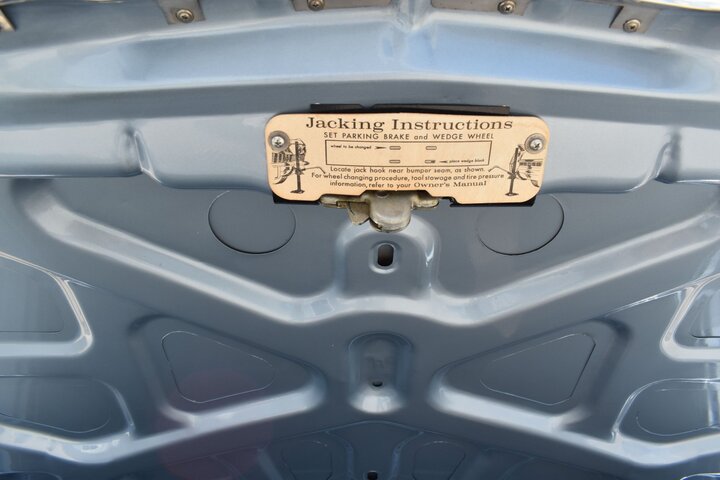 Jacking Instructions
SET PARKING BRAKE and WEDGE WHEEL
wheel to be changed
place wedge block
Locate jack hook near bumper seam, as shown.
For wheel changing procedure, tool stowage and tire pressure
information, refer to your Owner's Manual